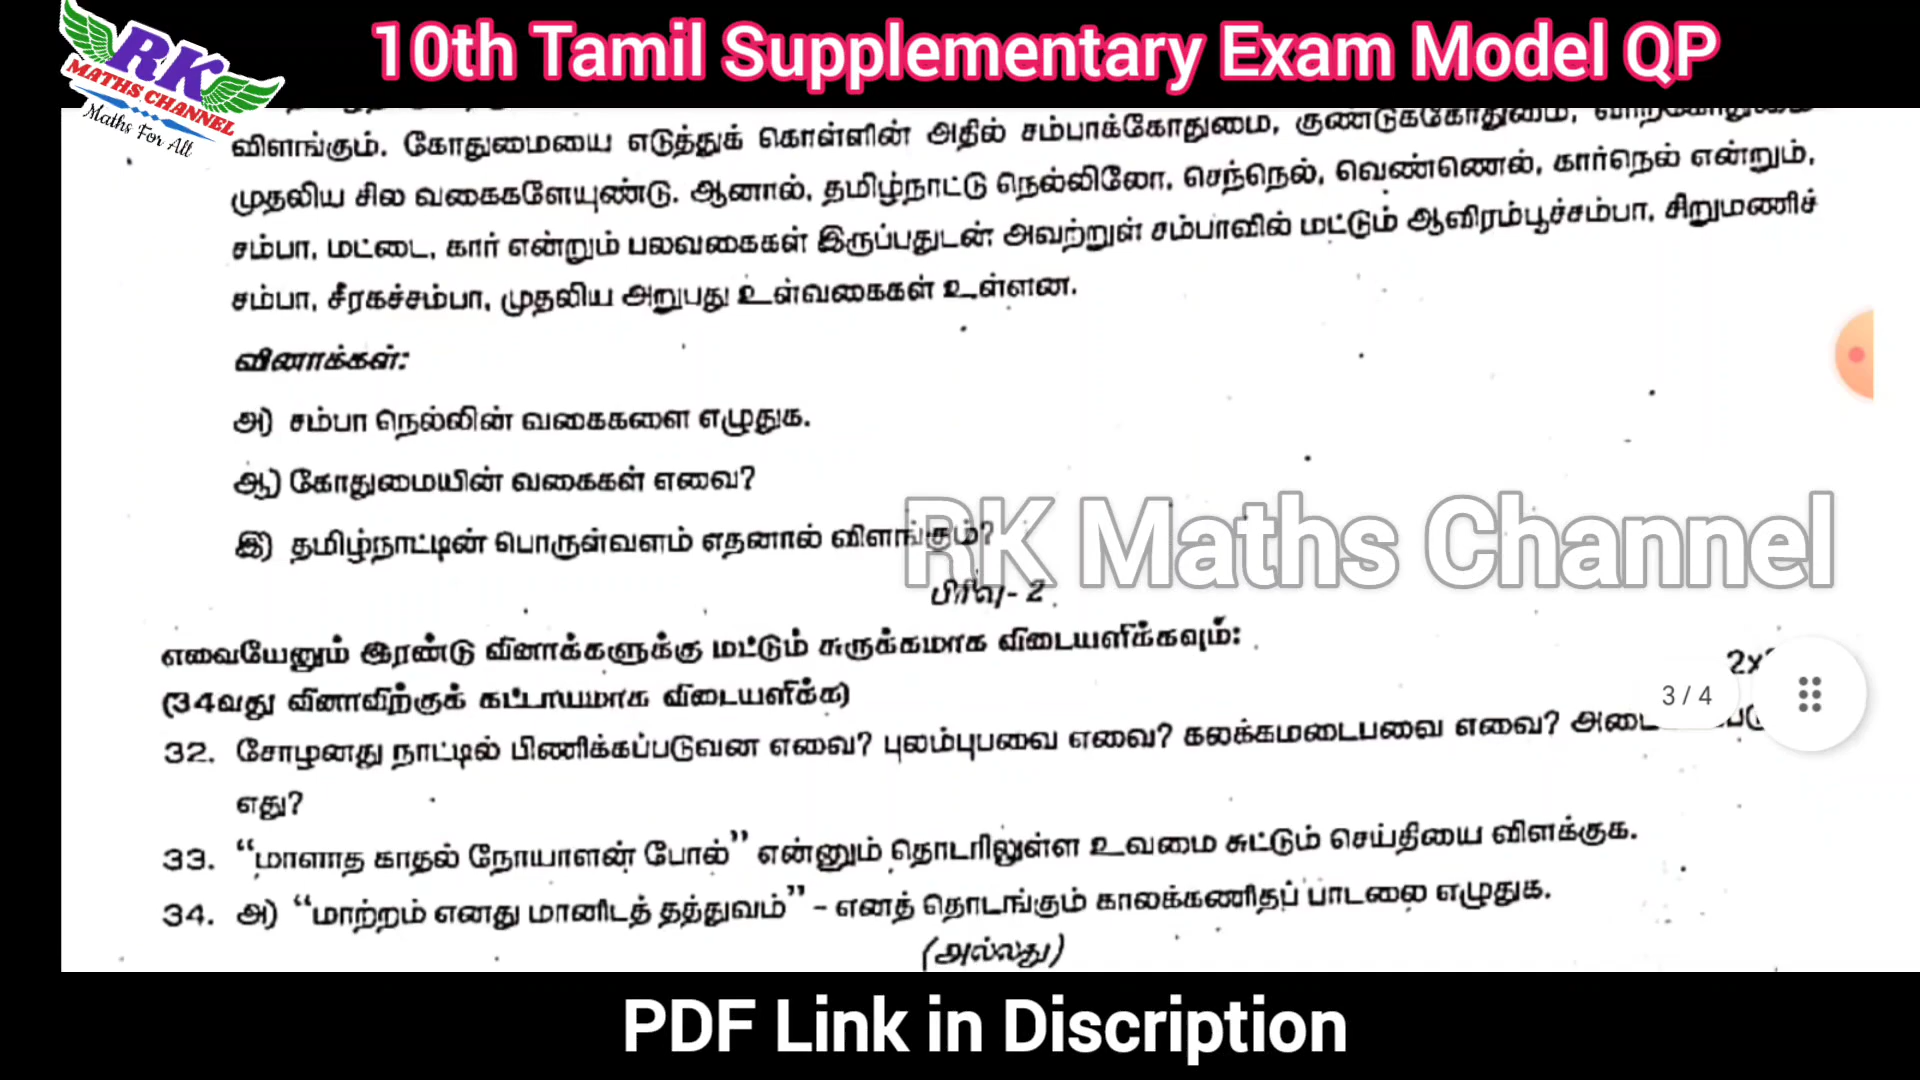 RK
MATHS CHANNEL
Maths For All
10th Tamil Supplementary Exam Model QP
விளங்கும். கோதுமையை எடுத்துக் கொள்ளின் அதில் சம்பாக்கோதுமை, குண்டுக்கோதுமை, வாற்கோதுமை
முதலிய சில வகைகளேயுண்டு. ஆனால், தமிழ்நாட்டு நெல்லிலோ, செந்நெல், வெண்ணெல், கார்நெல் என்றும்,
சம்பா, மட்டை, கார் என்றும் பலவகைகள் இருப்பதுடன் அவற்றுள் சம்பாவில் மட்டும் ஆவிரம்பூச்சம்பா, சிறுமணிச்
சம்பா, சீரகச்சம்பா, முதலிய அறுபது உள்வகைகள் உள்ளன.
வினாக்கள்:
அ) சம்பா நெல்லின் வகைகளை எழுதுக.
ஆ) கோதுமையின் வகைகள் எவை?
இ) தமிழ்நாட்டின் பொருள்வளம் எதனால் விளங்கும்?
RK Maths Channel
பிரிவு - 2
எவையேனும் இரண்டு வினாக்களுக்கு மட்டும் சுருக்கமாக விடையளிக்கவும்:
2x
(34வது வினாவிற்குக் கட்டாயமாக விடையளிக்க)
3 / 4
32. சோழனது நாட்டில் பிணிக்கப்படுவன எவை? புலம்புபவை எவை? கலக்கமடைபவை எவை?
எது?
33. “மாளாத காதல் நோயாளன் போல்” என்னும் தொடரிலுள்ள உவமை சுட்டும் செய்தியை விளக்குக.
34. அ) “மாற்றம் எனது மானிடத் தத்துவம்” - எனத் தொடங்கும் காலக்கணிதப் பாடலை எழுதுக.
(அல்லது)
PDF Link in Discription